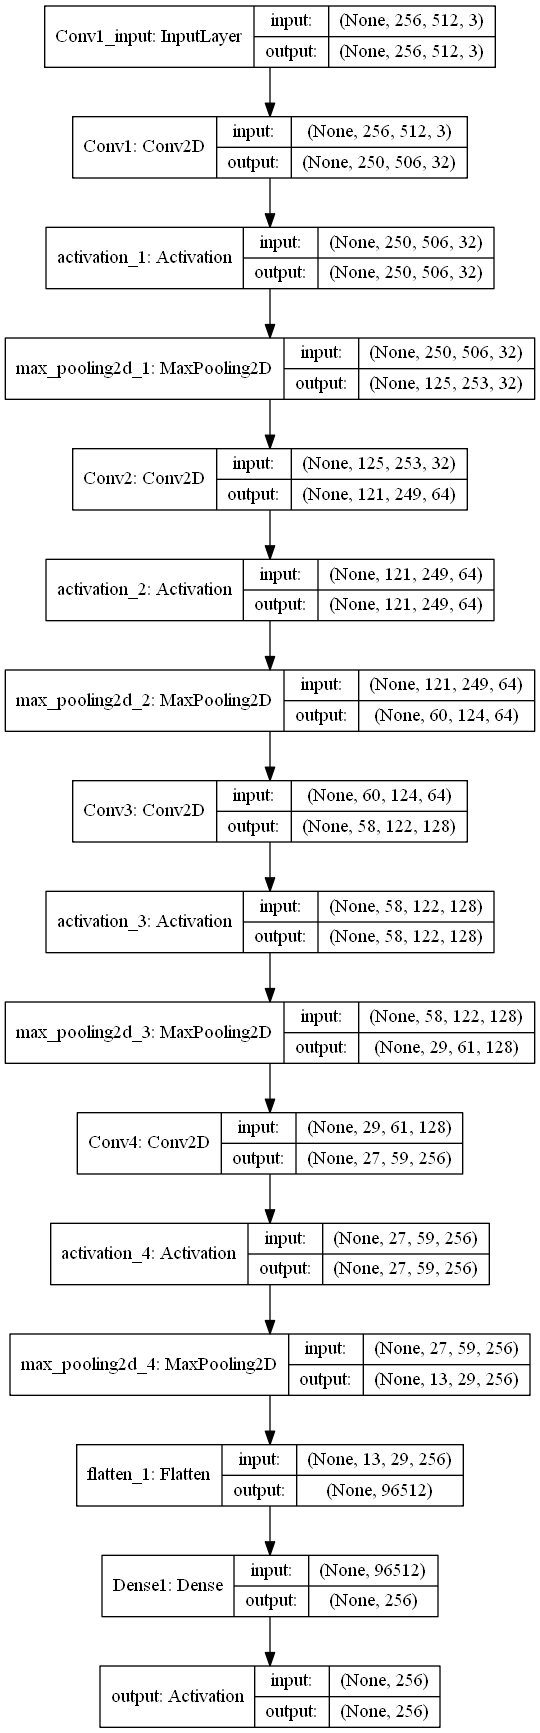 Conv1_input: InputLayer
input: (None, 256, 512, 3)
output: (None, 256, 512, 3)
Conv1: Conv2D
input: (None, 256, 512, 3)
output: (None, 250, 506, 32)
activation_1: Activation
input: (None, 250, 506, 32)
output: (None, 250, 506, 32)
max_pooling2d_1: MaxPooling2D
input: (None, 250, 506, 32)
output: (None, 125, 253, 32)
Conv2: Conv2D
input: (None, 125, 253, 32)
output: (None, 121, 249, 64)
activation_2: Activation
input: (None, 121, 249, 64)
output: (None, 121, 249, 64)
max_pooling2d_2: MaxPooling2D
input: (None, 121, 249, 64)
output: (None, 60, 124, 64)
Conv3: Conv2D
input: (None, 60, 124, 64)
output: (None, 58, 122, 128)
activation_3: Activation
input: (None, 58, 122, 128)
output: (None, 58, 122, 128)
max_pooling2d_3: MaxPooling2D
input: (None, 58, 122, 128)
output: (None, 29, 61, 128)
Conv4: Conv2D
input: (None, 29, 61, 128)
output: (None, 27, 59, 256)
activation_4: Activation
input: (None, 27, 59, 256)
output: (None, 27, 59, 256)
max_pooling2d_4: MaxPooling2D
input: (None, 27, 59, 256)
output: (None, 13, 29, 256)
flatten_1: Flatten
input: (None, 13, 29, 256)
output: (None, 96512)
Dense1: Dense
input: (None, 96512)
output: (None, 256)
output: Activation
input: (None, 256)
output: (None, 256)